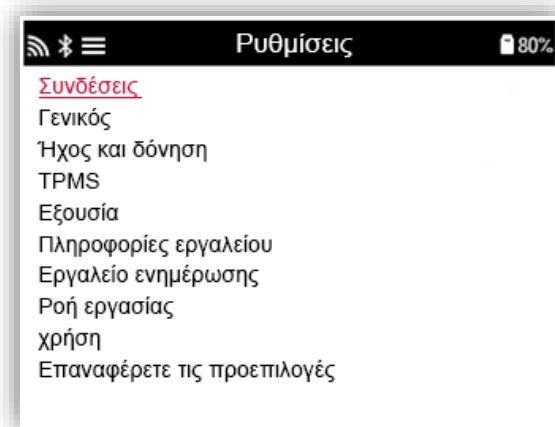 Ρυθμίσεις 80%
Συνδέσεις
Γενικός
Ήχος και δόνηση
TPMS
Εξουσία
Πληροφορίες εργαλείου
Εργαλείο ενημέρωσης
Ροή εργασίας
χρήση
Επαναφέρετε τις προεπιλογές